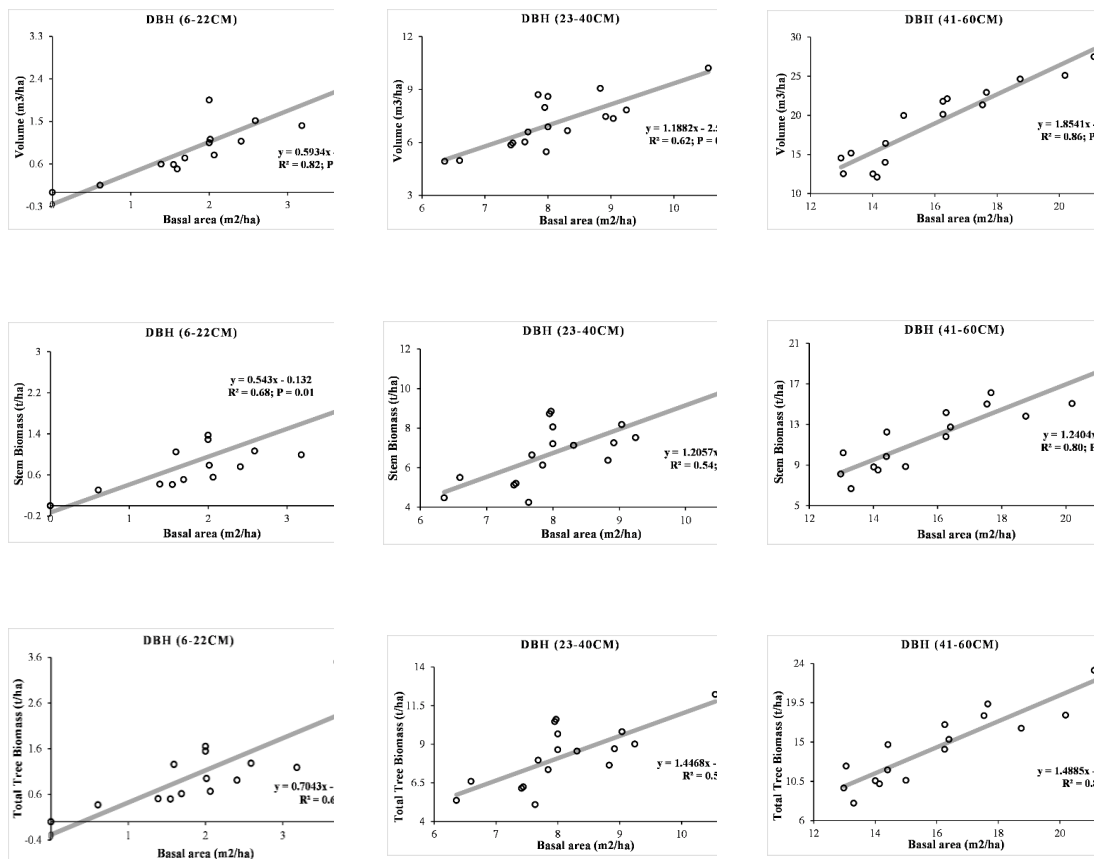 DBH (6-22CM)
Volume (m3/ha)
3.3
2.4
1.5
0.6
-0.3
1
2
3
y = 0.5934x -
R² = 0.82; P
Basal area (m2/ha)
DBH (23-40CM)
Volume (m3/ha)
12
9
6
3
6
7
8
9
10
y = 1.1882x - 2.
R² = 0.62; P =
Basal area (m2/ha)
DBH (41-60CM)
Volume (m3/ha)
30
25
20
15
10
12
14
16
18
20
y = 1.8541x -
R² = 0.86; P
Basal area (m2/ha)
DBH (6-22CM)
Stem Biomass (t/ha)
3
2.2
1.4
0.6
-0.2
1
2
3
y = 0.543x - 0.132
R² = 0.68; P = 0.01
Basal area (m2/ha)
DBH (23-40CM)
Stem Biomass (t/ha)
12
10
8
6
4
6
7
8
9
10
y = 1.2057x
R² = 0.54;
Basal area (m2/ha)
DBH (41-60CM)
Stem Biomass (t/ha)
21
17
13
9
5
12
14
16
18
20
y = 1.2404x
R² = 0.80; P
Basal area (m2/ha)
DBH (6-22CM)
Total Tree Biomass (t/ha)
3.6
2.6
1.6
0.6
-0.4
1
2
3
y = 0.7043x -
R² = 0.6
Basal area (m2/ha)
DBH (23-40CM)
Total Tree Biomass (t/ha)
14
11.5
9
6.5
4
6
7
8
9
10
y = 1.4468x -
R² = 0.5
Basal area (m2/ha)
DBH (41-60CM)
Total Tree Biomass (t/ha)
24
19.5
15
10.5
6
12
14
16
18
20
y = 1.4885x
R² = 0.8
Basal area (m2/ha)